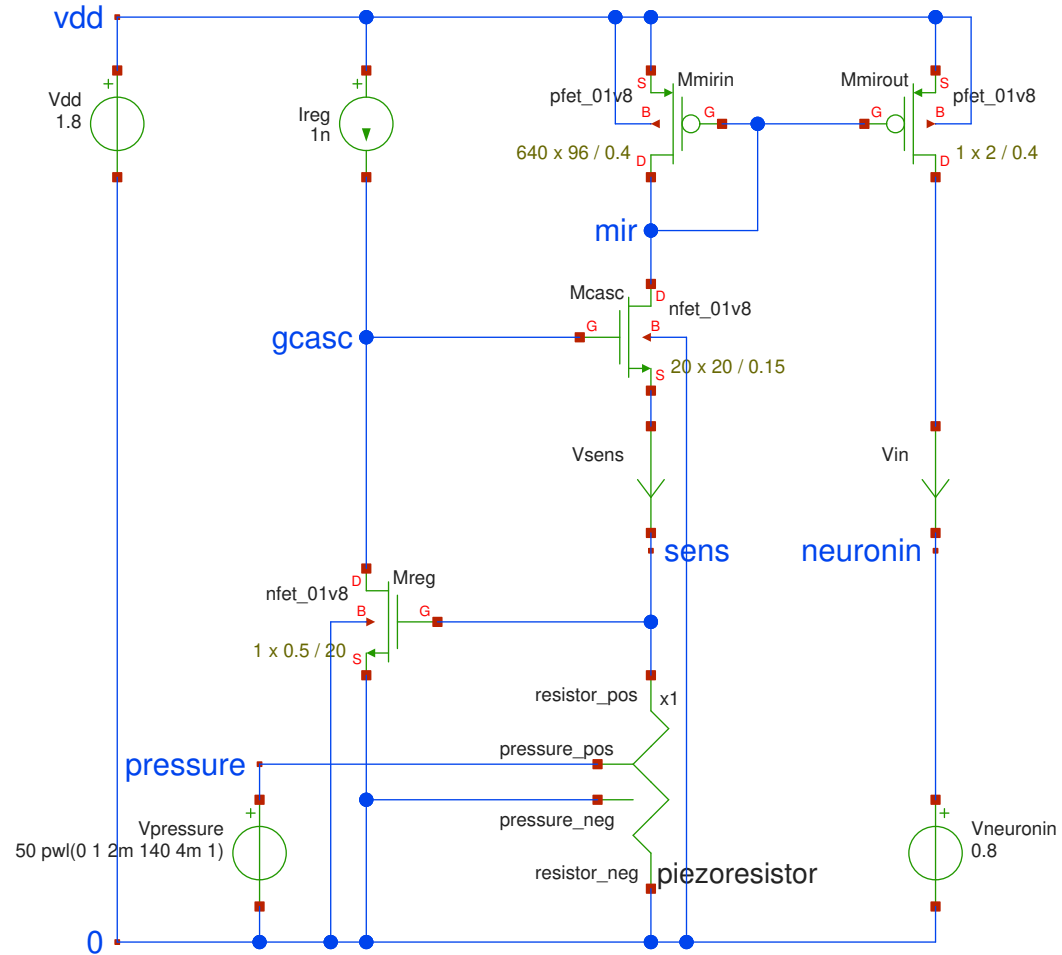 vdd
Vdd
1.8
+
Ireg
1n
+
pfet_01v8
Mmirin
S
B
G
D
640 x 96 / 0.4
Mmirout
pfet_01v8
S
B
G
D
1 x 2 / 0.4
mir
Mcasc
nfet_01v8
D
G
B
S
20 x 20 / 0.15
gcasc
Vsens
Vin
sens
neuronin
Mreg
nfet_01v8
D
B
G
S
1 x 0.5 / 20
resistor_pos
x1
pressure_pos
pressure
pressure_neg
+
Vpressure
50 pwl(0 1 2m 140 4m 1)
resistor_neg
piezoresistor
+
Vneuronin
0.8
0